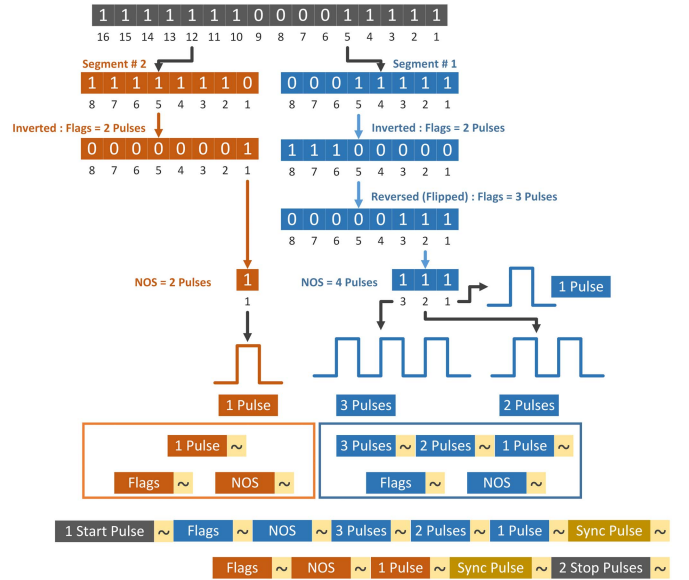 1 1 1 1 1 1 1 0 0 0 0 1 1 1 1 1
16 15 14 13 12 11 10 9 8 7 6 5 4 3 2 1
Segment # 2
Segment # 1
1 1 1 1 1 1 1 0
0 0 0 1 1 1 1 1
8 7 6 5 4 3 2 1
8 7 6 5 4 3 2 1
Inverted : Flags = 2 Pulses
Inverted : Flags = 2 Pulses
0 0 0 0 0 0 0 1
1 1 1 0 0 0 0 0
8 7 6 5 4 3 2 1
8 7 6 5 4 3 2 1
Reversed (Flipped) : Flags = 3 Pulses
0 0 0 0 0 1 1 1
8 7 6 5 4 3 2 1
NOS = 2 Pulses
1
NOS = 4 Pulses
1 1 1
1 Pulse
1
3 2 1
1 Pulse
3 Pulses
2 Pulses
1 Pulse ~
3 Pulses ~ 2 Pulses ~ 1 Pulse ~
Flags ~ NOS ~
Flags ~ NOS ~
1 Start Pulse ~ Flags ~ NOS ~ 3 Pulses ~ 2 Pulses ~ 1 Pulse ~ Sync Pulse ~
Flags ~ NOS ~ 1 Pulse ~ Sync Pulse ~ 2 Stop Pulses ~